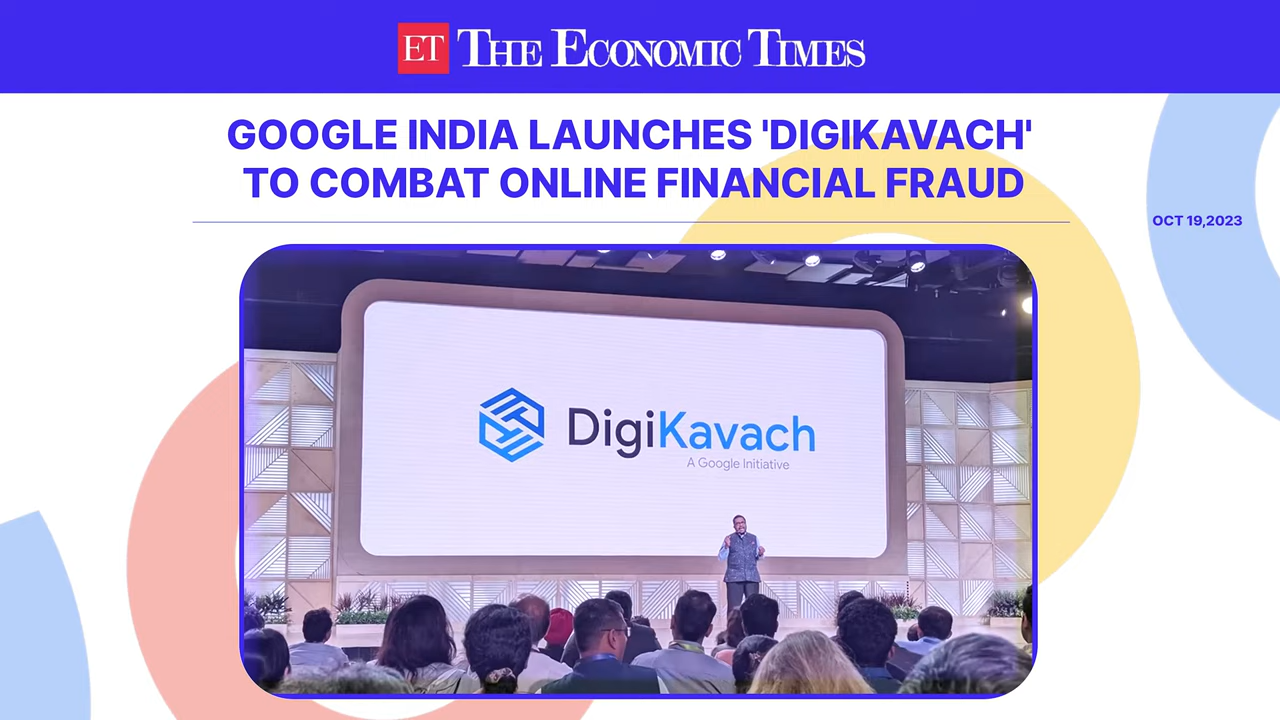 ET THE ECONOMIC TIMES
GOOGLE INDIA LAUNCHES 'DIGIKAVACH'
TO COMBAT ONLINE FINANCIAL FRAUD
OCT 19,2023
DigiKavach
A Google Initiative